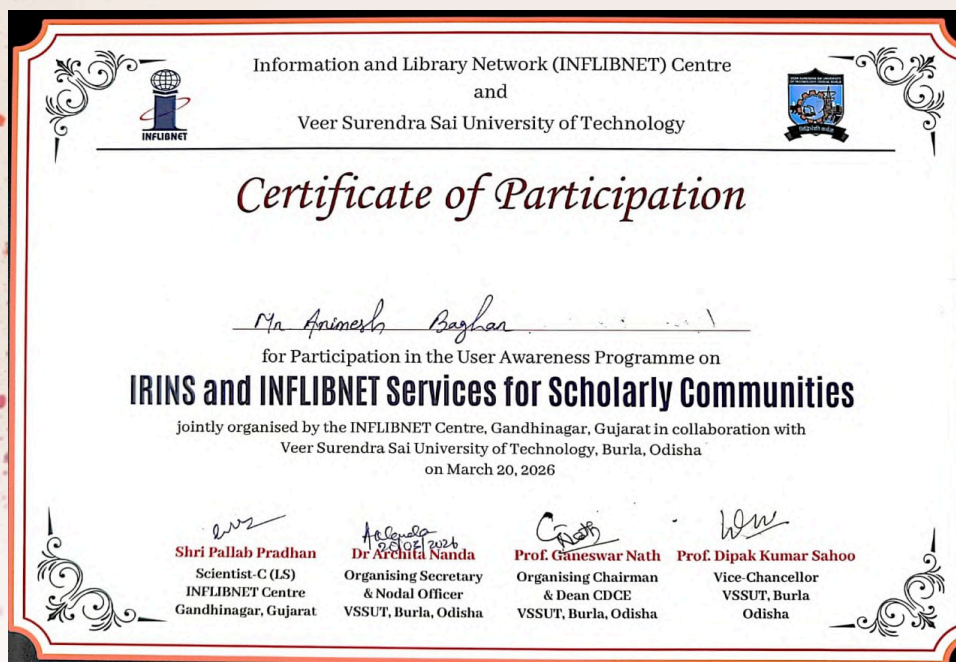 Information and Library Network (INFLIBNET) Centre
and
Veer Surendra Sai University of Technology
INFLIBNET
Certificate of Participation
Mr Animesh Baghar
for Participation in the User Awareness Programme on
IRINS and INFLIBNET Services for Scholarly Communities
jointly organised by the INFLIBNET Centre, Gandhinagar, Gujarat in collaboration with
Veer Surendra Sai University of Technology, Burla, Odisha
on March 20, 2026
20/03/2026
Shri Pallab Pradhan
Scientist-C (LS)
INFLIBNET Centre
Gandhinagar, Gujarat
Dr Archita Nanda
Organising Secretary
& Nodal Officer
VSSUT, Burla, Odisha
Prof. Ganeswar Nath
Organising Chairman
& Dean CDCE
VSSUT, Burla, Odisha
Prof. Dipak Kumar Sahoo
Vice-Chancellor
VSSUT, Burla
Odisha